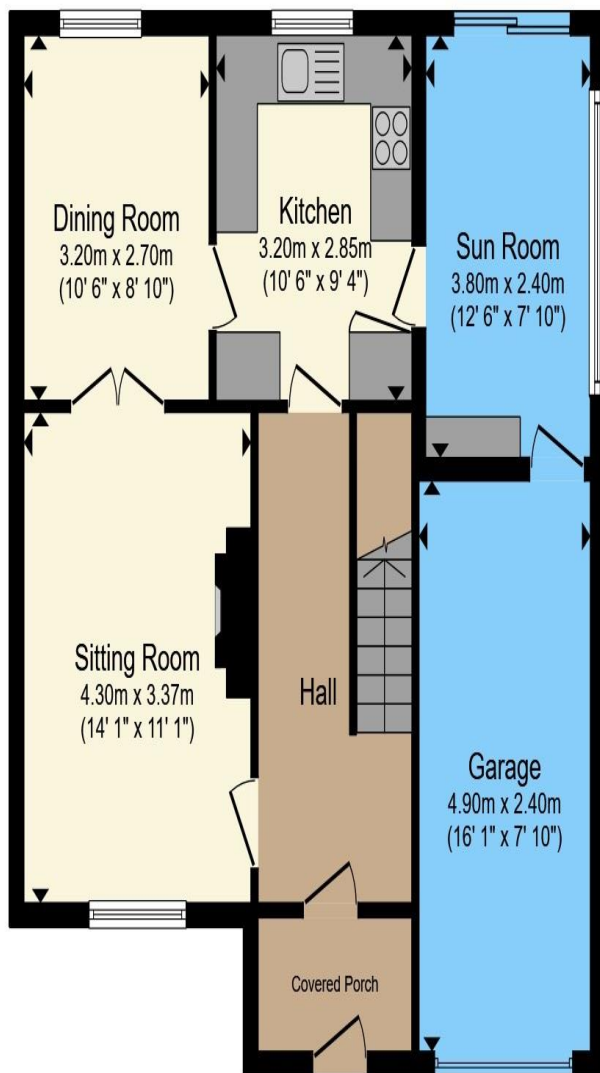 Dining Room
3.20m x 2.70m
(10' 6" x 8' 10")
Kitchen
3.20m x 2.85m
(10' 6" x 9' 4")
Sun Room
3.80m x 2.40m
(12' 6" x 7' 10")
Sitting Room
4.30m x 3.37m
(14' 1" x 11' 1")
Hall
Garage
4.90m x 2.40m
(16' 1" x 7' 10")
Covered Porch